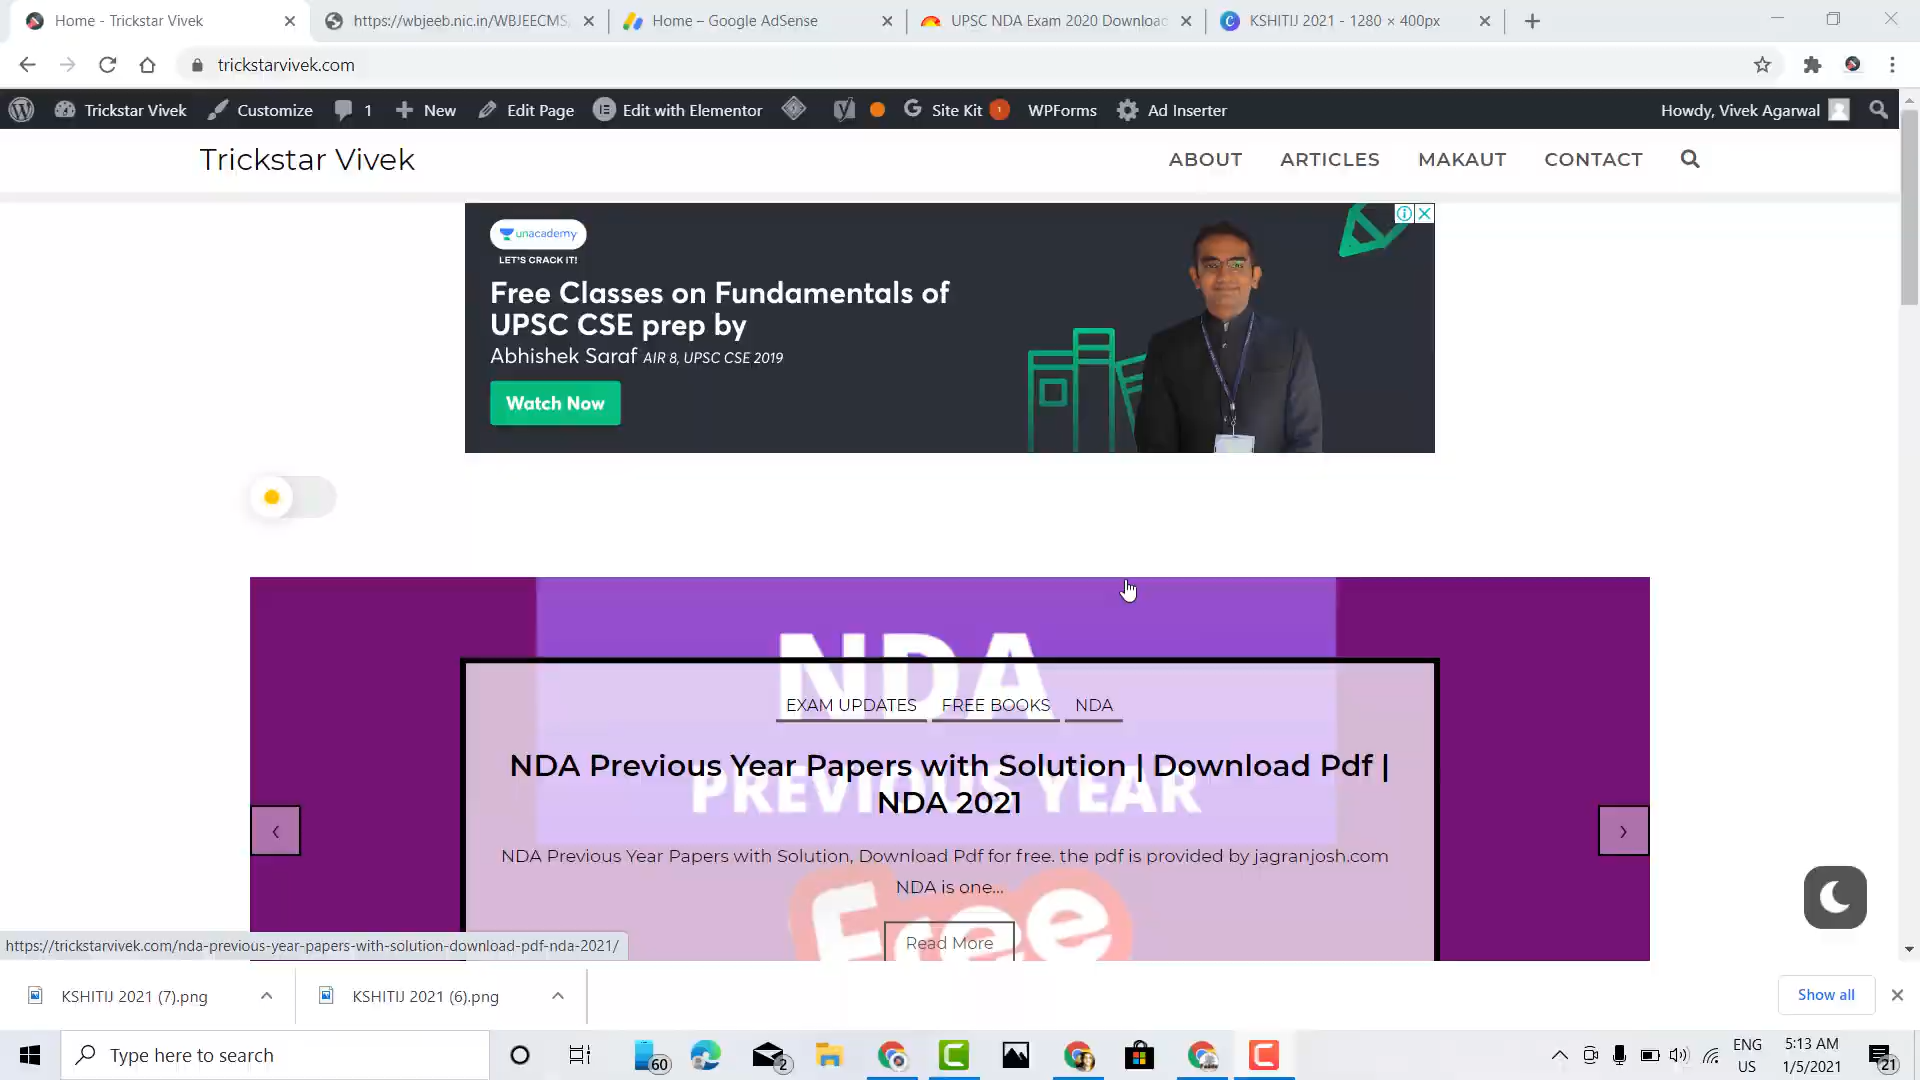 Home - Trickstar Vivek
https://wbjeeb.nic.in/WBJEECMS
Home – Google AdSense
UPSC NDA Exam 2020 Download
KSHITIJ 2021 - 1280 × 400px
trickstarvivek.com
Trickstar Vivek
Customize
1
New
Edit Page
Edit with Elementor
Site Kit
1
WPForms
Ad Inserter
Howdy, Vivek Agarwal
Trickstar Vivek
ABOUT
ARTICLES
MAKAUT
CONTACT
unacademy
LET'S CRACK IT!
Free Classes on Fundamentals of
UPSC CSE prep by
Abhishek Saraf AIR 8, UPSC CSE 2019
Watch Now
NDA
EXAM UPDATES FREE BOOKS NDA
NDA Previous Year Papers with Solution | Download Pdf |
NDA 2021
PREVIOUS YEAR
NDA Previous Year Papers with Solution, Download Pdf for free. the pdf is provided by jagranjosh.com
NDA is one...
Free
Read More
https://trickstarvivek.com/nda-previous-year-papers-with-solution-download-pdf-nda-2021/
KSHITIJ 2021 (7).png
KSHITIJ 2021 (6).png
Show all
Type here to search
60
2
ENG
US
5:13 AM
1/5/2021
21